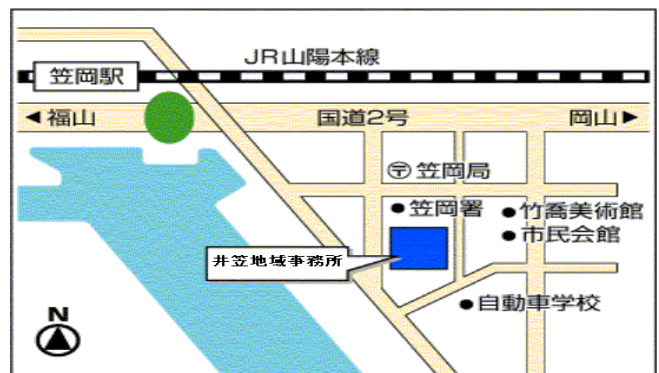 JR山陽本線
笠岡駅
◀福山
国道2号
岡山▶
〒笠岡局
●笠岡署
●竹喬美術館
●市民会館
井笠地域事務所
●自動車学校
N